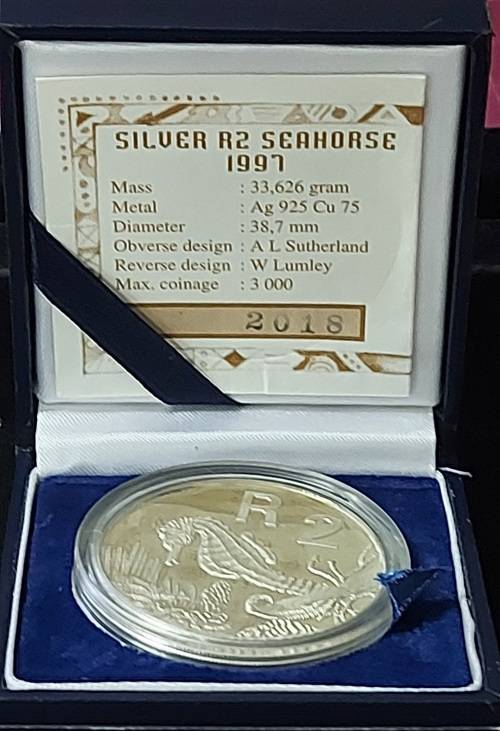 SILVER R2 SEAHORSE
1997
Mass : 33,626 gram
Metal : Ag 925 Cu 75
Diameter : 38,7 mm
Obverse design : A L Sutherland
Reverse design : W Lumley
Max. coinage : 3 000
2018
R 2